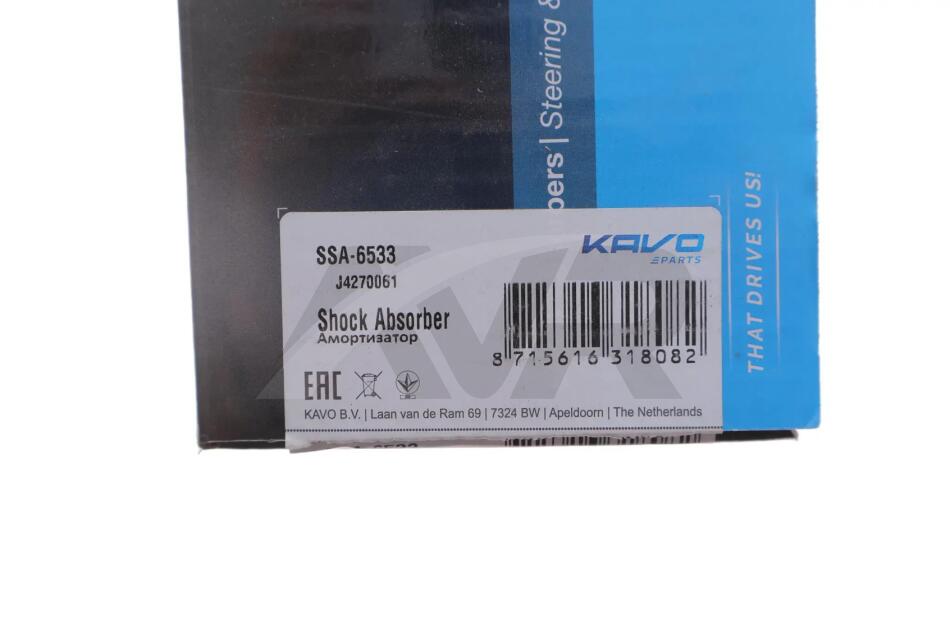 pers | Steering &
THAT DRIVES US!
SSA-6533
J4270061
KAVO
PARTS
Shock Absorber
Амортизатор
8 715616 318082
EAC
KAVO B.V. | Laan van de Ram 69 | 7324 BW | Apeldoorn | The Netherlands